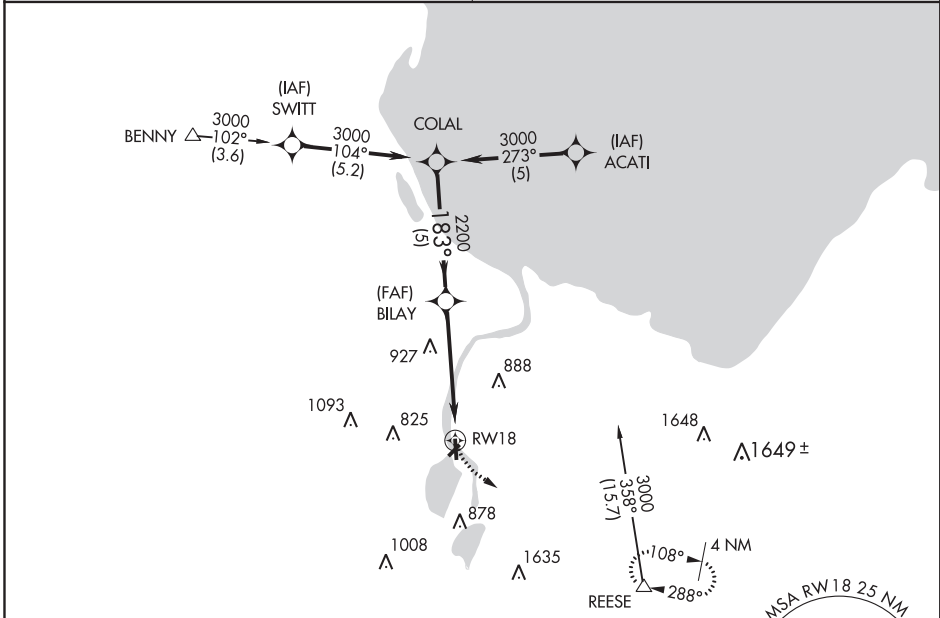 (IAF)
SWITT
BENNY
3000
102°
(3.6)
3000
104°
(5.2)
COLAL
3000
273°
(5)
(IAF)
ACATI
2200
183°
(5)
(FAF)
BILAY
927
888
1093
825
RW18
1648
1649±
3000
358°
(15.7)
878
1008
1635
108°
4 NM
288°
REESE
MSA RW18 25 NM